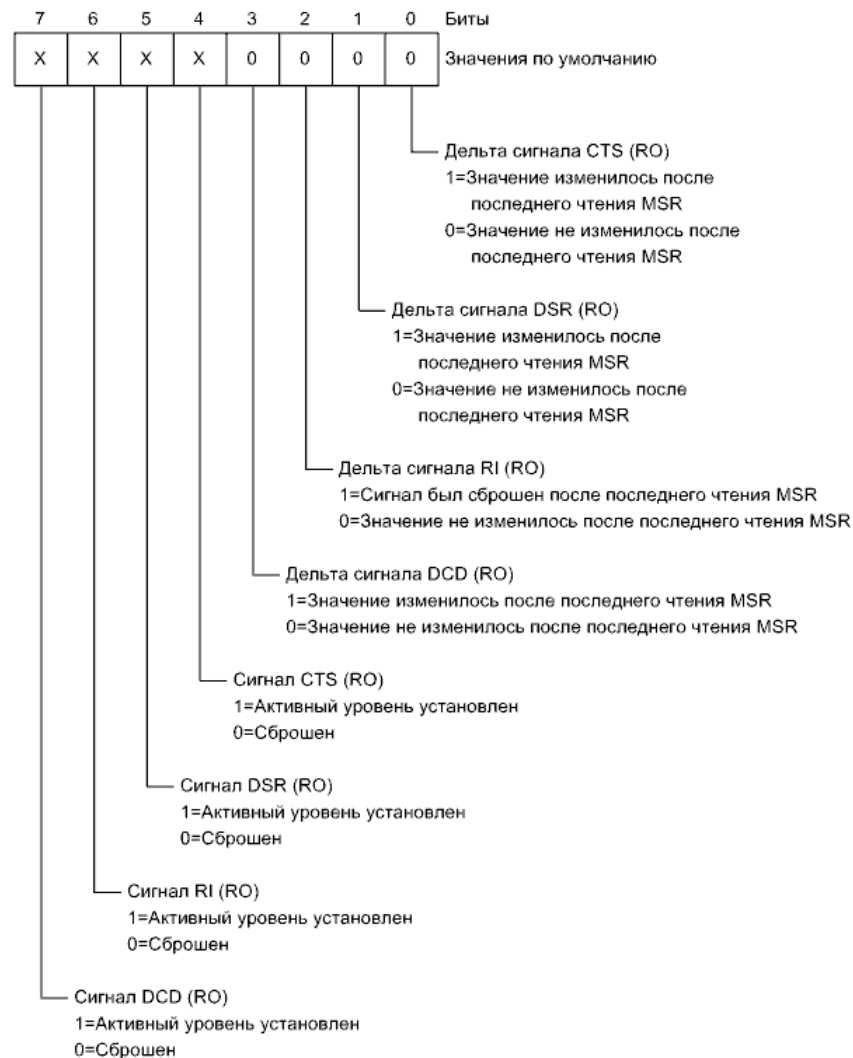 7 6 5 4 3 2 1 0 Биты
X X X X 0 0 0 0 Значения по умолчанию
Дельта сигнала CTS (RO)
1=Значение изменилось после
последнего чтения MSR
0=Значение не изменилось после
последнего чтения MSR
Дельта сигнала DSR (RO)
1=Значение изменилось после
последнего чтения MSR
0=Значение не изменилось после
последнего чтения MSR
Дельта сигнала RI (RO)
1=Сигнал был сброшен после последнего чтения MSR
0=Значение не изменилось после последнего чтения MSR
Дельта сигнала DCD (RO)
1=Значение изменилось после последнего чтения MSR
0=Значение не изменилось после последнего чтения MSR
Сигнал CTS (RO)
1=Активный уровень установлен
0=Сброшен
Сигнал DSR (RO)
1=Активный уровень установлен
0=Сброшен
Сигнал RI (RO)
1=Активный уровень установлен
0=Сброшен
Сигнал DCD (RO)
1=Активный уровень установлен
0=Сброшен